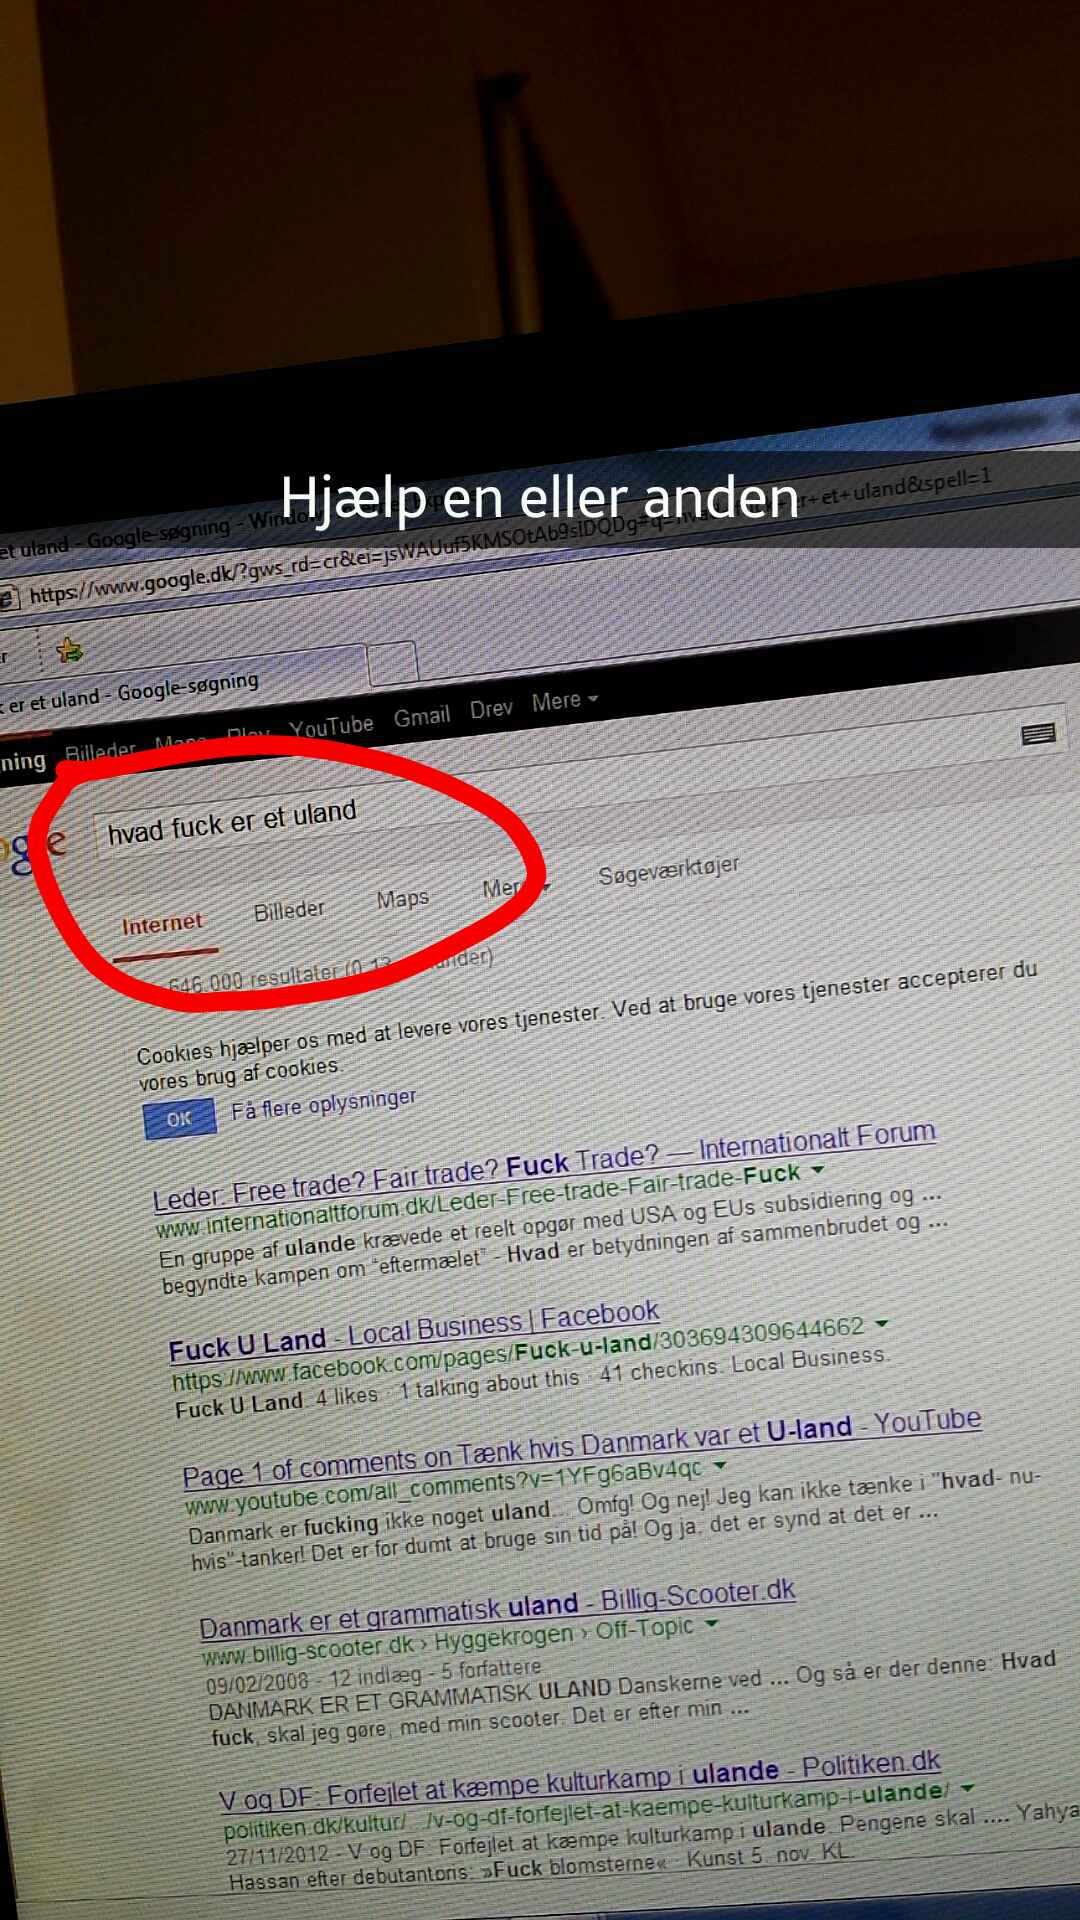 Hjælp en eller anden
et uland - Google-søgning - Windo
https://www.google.dk/?gws_rd=cr&ei=jsWAUuf5KMSOtAb9sIDQDg#q= r+et+uland&spell=1
er et uland - Google-søgning
ning Billeder Maps Play YouTube Gmail Drev Mere
hvad fuck er et uland
Internet Billeder Maps Mere Søgeværktøjer
646.000 resultater
Cookies hjælper os med at levere vores tjenester. Ved at bruge vores tjenester accepterer du
vores brug af cookies.
OK Få flere oplysninger
Leder: Free trade? Fair trade? Fuck Trade? — Internationalt Forum
www.internationaltforum.dk/Leder-Free-trade-Fair-trade-Fuck
En gruppe af ulande krævede et reelt opgør med USA og EUs subsidiering og ...
begyndte kampen om "eftermælet" - Hvad er betydningen af sammenbrudet og ...
Fuck U Land - Local Business | Facebook
https://www.facebook.com/pages/Fuck-u-land/303694309644662
Fuck U Land. 4 likes · 1 talking about this · 41 checkins. Local Business.
Page 1 of comments on Tænk hvis Danmark var et U-land - YouTube
www.youtube.com/all_comments?v=1YFg6aBv4qc
Danmark er fucking ikke noget uland... Omfg! Og nej! Jeg kan ikke tænke i "hvad- nu-
hvis"-tanker! Det er for dumt at bruge sin tid på! Og ja, det er synd at det er ...
Danmark er et grammatisk uland - Billig-Scooter.dk
www.billig-scooter.dk › Hyggekrogen › Off-Topic
09/02/2008 - 12 indlæg - 5 forfattere
DANMARK ER ET GRAMMATISK ULAND Danskerne ved ... Og så er der denne: Hvad
fuck, skal jeg gøre, med min scooter. Det er efter min ...
V og DF: Forfejlet at kæmpe kulturkamp i ulande - Politiken.dk
politiken.dk/kultur/.../v-og-df-forfejlet-at-kaempe-kulturkamp-i-ulande/
27/11/2012 - V og DF: Forfejlet at kæmpe kulturkamp i ulande. Pengene skal .... Yahya
Hassan efter debutantpris: »Fuck blomsterne« · Kunst 5. nov. KL.